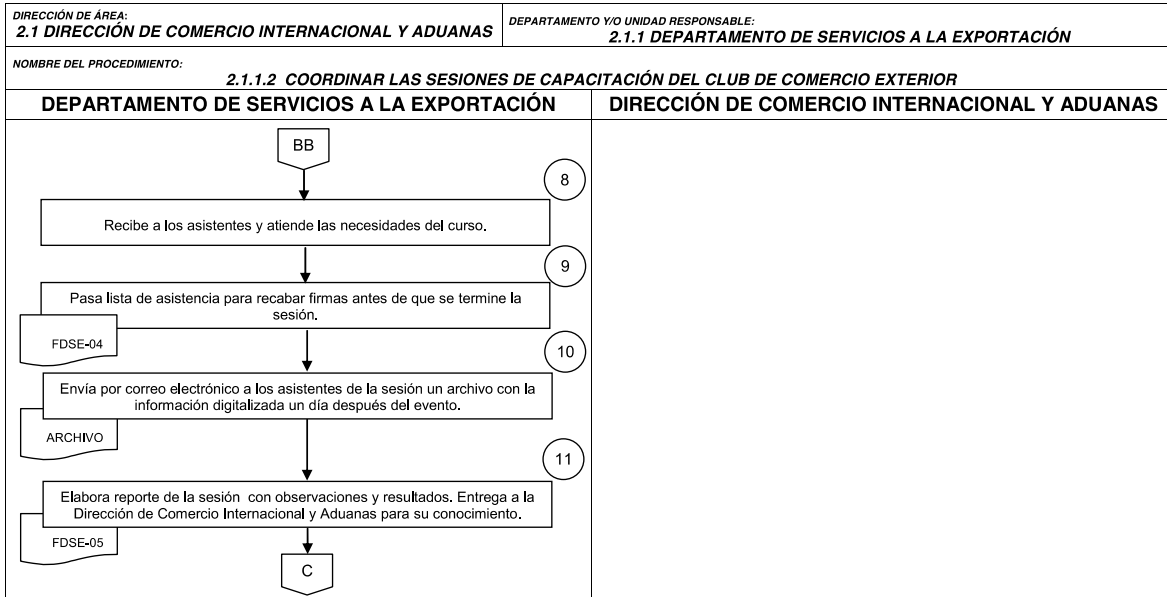 DIRECCIÓN DE ÁREA:
2.1 DIRECCIÓN DE COMERCIO INTERNACIONAL Y ADUANAS
DEPARTAMENTO Y/O UNIDAD RESPONSABLE:
2.1.1 DEPARTAMENTO DE SERVICIOS A LA EXPORTACIÓN
NOMBRE DEL PROCEDIMIENTO:
2.1.1.2 COORDINAR LAS SESIONES DE CAPACITACIÓN DEL CLUB DE COMERCIO EXTERIOR
DEPARTAMENTO DE SERVICIOS A LA EXPORTACIÓN
DIRECCIÓN DE COMERCIO INTERNACIONAL Y ADUANAS
BB
8
Recibe a los asistentes y atiende las necesidades del curso.
9
Pasa lista de asistencia para recabar firmas antes de que se termine la
sesión.
FDSE-04
10
Envía por correo electrónico a los asistentes de la sesión un archivo con la
información digitalizada un día después del evento.
ARCHIVO
11
Elabora reporte de la sesión con observaciones y resultados. Entrega a la
Dirección de Comercio Internacional y Aduanas para su conocimiento.
FDSE-05
C